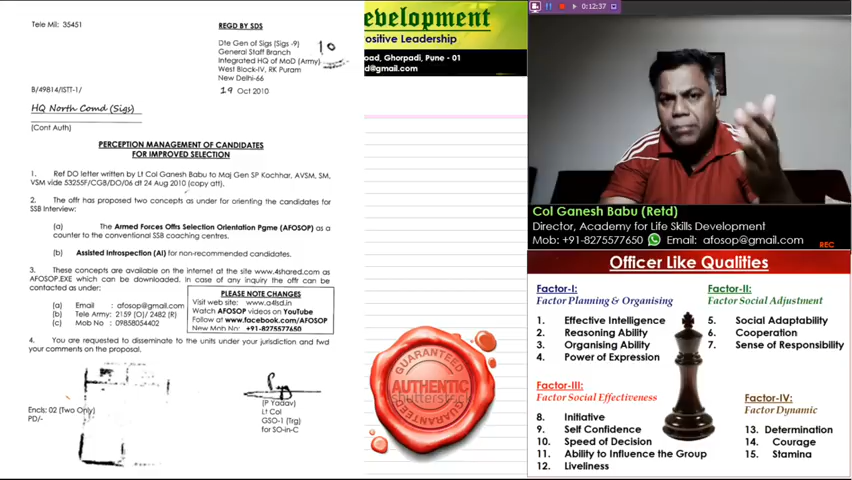 Tele Mil: 35451
REGD BY SDS
Dte Gen of Sigs (Sigs -9)
General Staff Branch
Integrated HQ of MoD (Army)
West Block-IV, RK Puram
New Delhi-66
10
B/49814/ISTT-1/
19 Oct 2010
HQ North Comd (Sigs)
(Cont Auth)
PERCEPTION MANAGEMENT OF CANDIDATES
FOR IMPROVED SELECTION
1. Ref DO letter written by Lt Col Ganesh Babu to Maj Gen SP Kochhar, AVSM, SM,
VSM vide 53255F/CGB/DO/06 dt 24 Aug 2010 (copy att).
2. The offr has proposed two concepts as under for orienting the candidates for
SSB Interview:
(a) The Armed Forces Offrs Selection Orientation Pgme (AFOSOP) as a
counter to the conventional SSB coaching centres.
(b) Assisted Introspection (AI) for non-recommended candidates.
3. These concepts are available on the internet at the site www.4shared.com as
AFOSOP.EXE which can be downloaded. In case of any inquiry the offr can be
contacted as under:
(a) Email : afosop@gmail.com
(b) Tele Army: 2159 (O)/ 2482 (R)
(c) Mob No : 09858054402
PLEASE NOTE CHANGES
Visit web site: www.a4lsd.in
Watch AFOSOP videos on YouTube
Follow at www.facebook.com/AFOSOP
New Mob No: +91-8275577650
4. You are requested to disseminate to the units under your jurisdiction and fwd
your comments on the proposal.
(P Yadav)
Lt Col
GSO-1 (Trg)
for SO-in-C
Encls: 02 (Two Only)
PD/-
evelopment
ositive Leadership
oad, Ghorpadi, Pune - 01
d@gmail.com
GUARANTEED
AUTHENTIC
shutterstock
GUARANTEED
00:12:37
Col Ganesh Babu (Retd)
Director, Academy for Life Skills Development
Mob: +91-8275577650 Email: afosop@gmail.com
REC
Officer Like Qualities
Factor-I:
Factor Planning & Organising
1. Effective Intelligence
2. Reasoning Ability
3. Organising Ability
4. Power of Expression
Factor-II:
Factor Social Adjustment
5. Social Adaptability
6. Cooperation
7. Sense of Responsibility
Factor-III:
Factor Social Effectiveness
8. Initiative
9. Self Confidence
10. Speed of Decision
11. Ability to Influence the Group
12. Liveliness
Factor-IV:
Factor Dynamic
13. Determination
14. Courage
15. Stamina